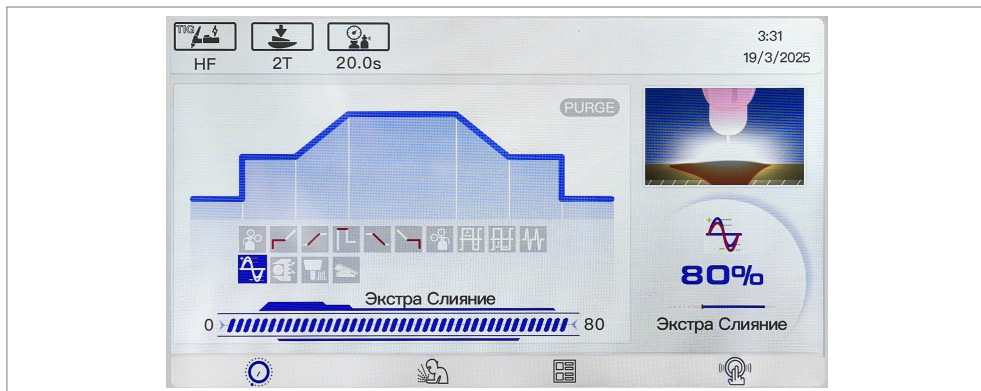 TIG
HF
2T
20.0s
3:31
19/3/2025
PURGE
Экстра Слияние
0
80
80%
Экстра Слияние